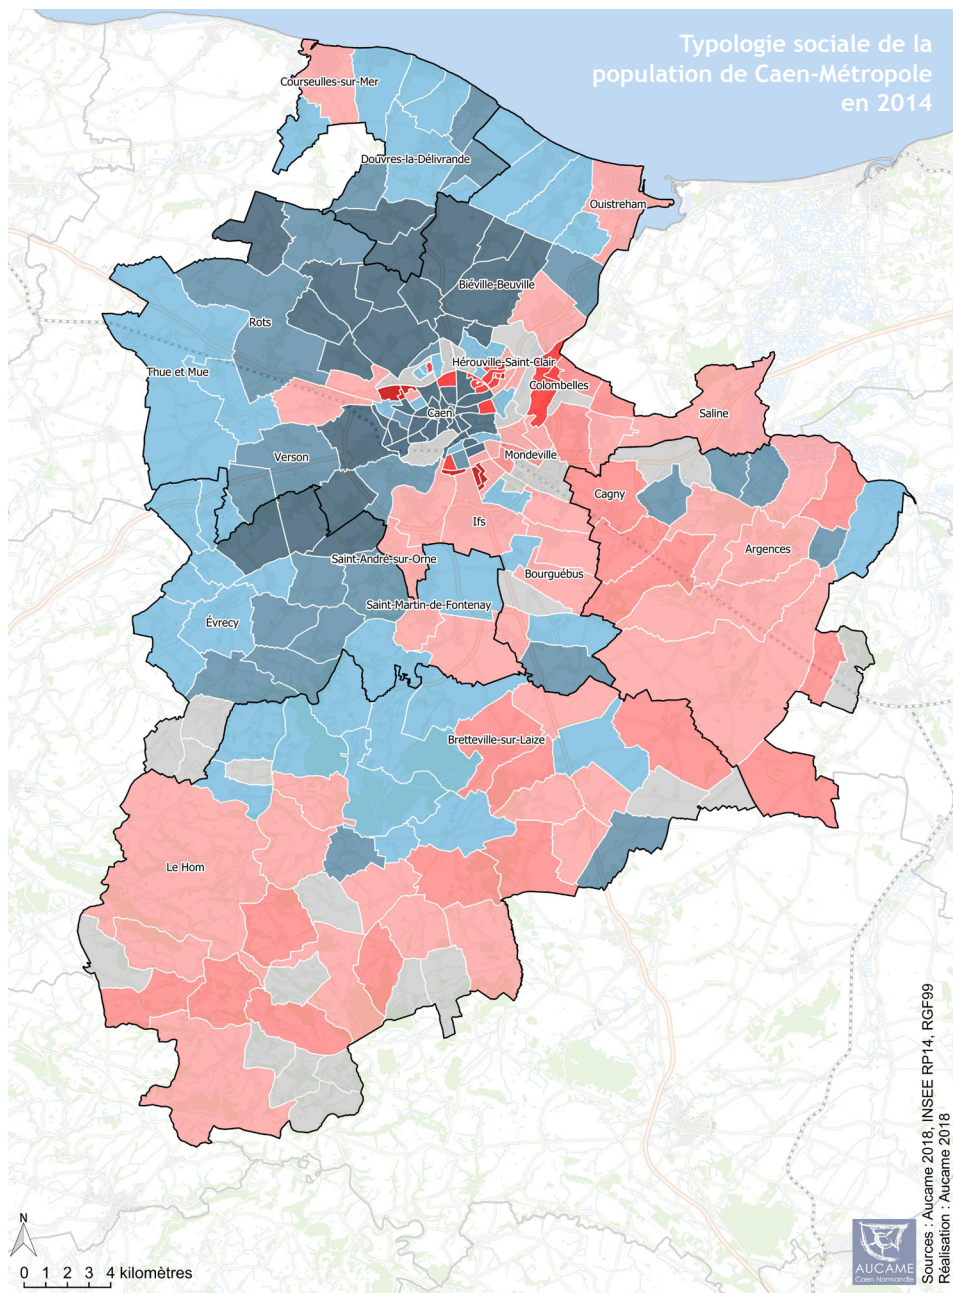 Typologie sociale de la
population de Caen-Métropole
en 2014
Courseulles-sur-Mer
Douvres-la-Délivrande
Ouistreham
Biéville-Beuville
Rots
Hérouville-Saint-Clair
Thue et Mue
Colombelles
Saline
Caen
Verson
Mondeville
Cagny
Ifs
Argences
Saint-André-sur-Orne
Bourguébus
Saint-Martin-de-Fontenay
Évrecy
Bretteville-sur-Laize
Le Hom
N
0 1 2 3 4 kilomètres
AUCAME
Caen Normandie
Sources : Aucame 2018, INSEE RP14, RGF99
Réalisation : Aucame 2018